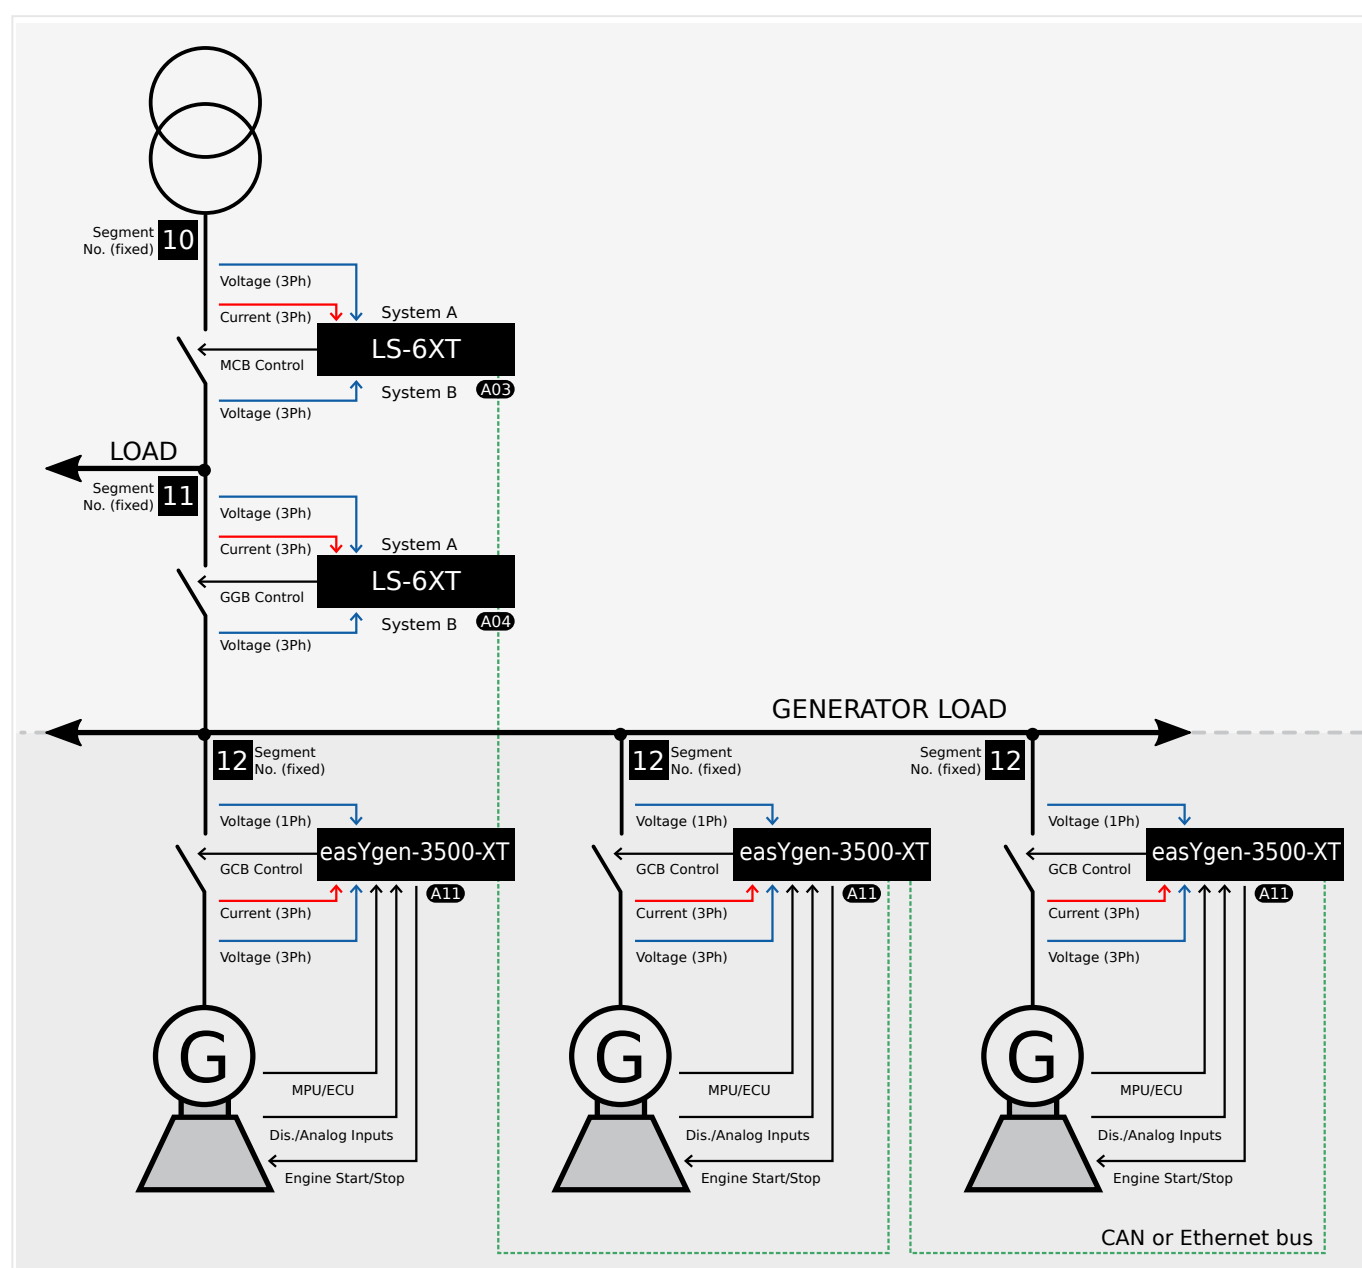 Segment
No. (fixed)
10
Voltage (3Ph)
Current (3Ph)
System A
LS-6XT
MCB Control
System B
A03
Voltage (3Ph)
LOAD
Segment
No. (fixed)
11
Voltage (3Ph)
Current (3Ph)
System A
LS-6XT
GGB Control
System B
A04
Voltage (3Ph)
GENERATOR LOAD
12
Segment
No. (fixed)
12
Segment
No. (fixed)
Segment
No. (fixed)
12
Voltage (1Ph)
easYgen-3500-XT
GCB Control
A11
Current (3Ph)
Voltage (3Ph)
G
MPU/ECU
Dis./Analog Inputs
Engine Start/Stop
Voltage (1Ph)
easYgen-3500-XT
GCB Control
A11
Current (3Ph)
Voltage (3Ph)
G
MPU/ECU
Dis./Analog Inputs
Engine Start/Stop
Voltage (1Ph)
easYgen-3500-XT
GCB Control
A11
Current (3Ph)
Voltage (3Ph)
G
MPU/ECU
Dis./Analog Inputs
Engine Start/Stop
CAN or Ethernet bus